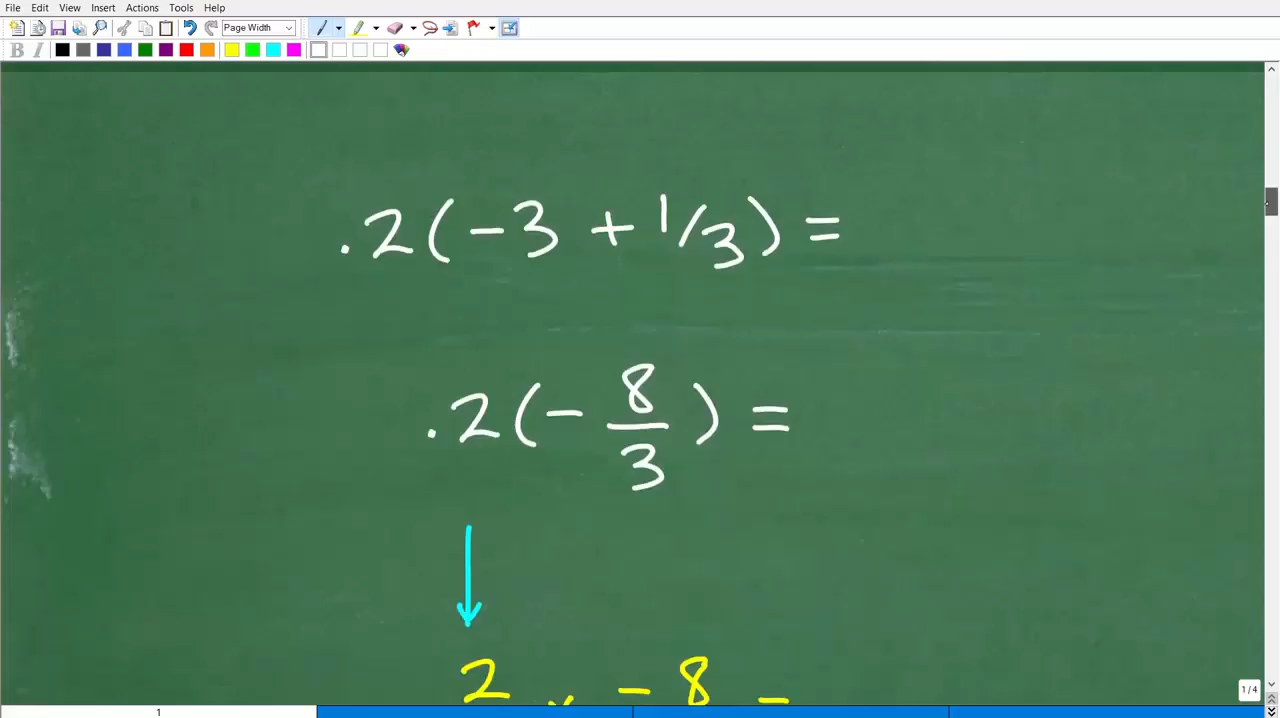 File Edit View Insert Actions Tools Help
Page Width
B I
.2(-3 + 1/3) =
.2(- 8/3) =
2 × -8 =
1/4
1